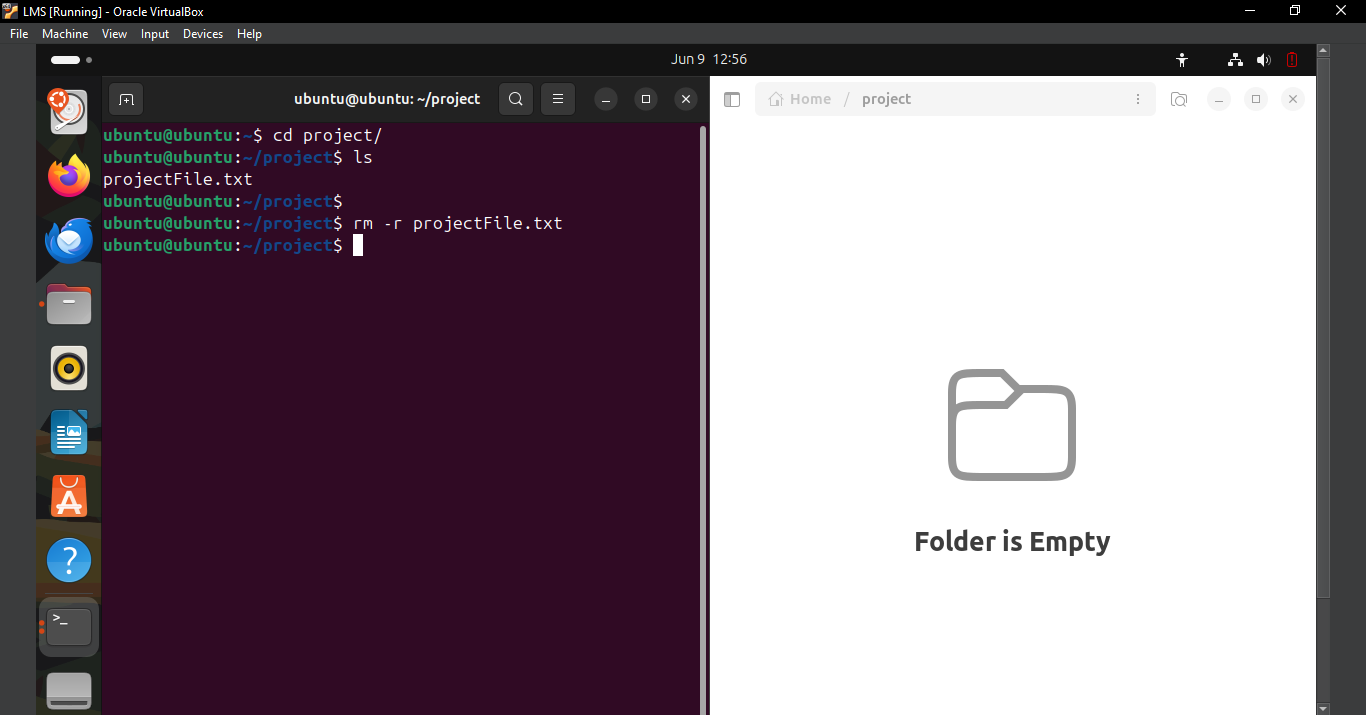 LMS [Running] - Oracle VirtualBox
File Machine View Input Devices Help
Jun 9 12:56
ubuntu@ubuntu: ~/project
Home / project
ubuntu@ubuntu:~$ cd project/
ubuntu@ubuntu:~/project$ ls
projectFile.txt
ubuntu@ubuntu:~/project$
ubuntu@ubuntu:~/project$ rm -r projectFile.txt
ubuntu@ubuntu:~/project$
Folder is Empty